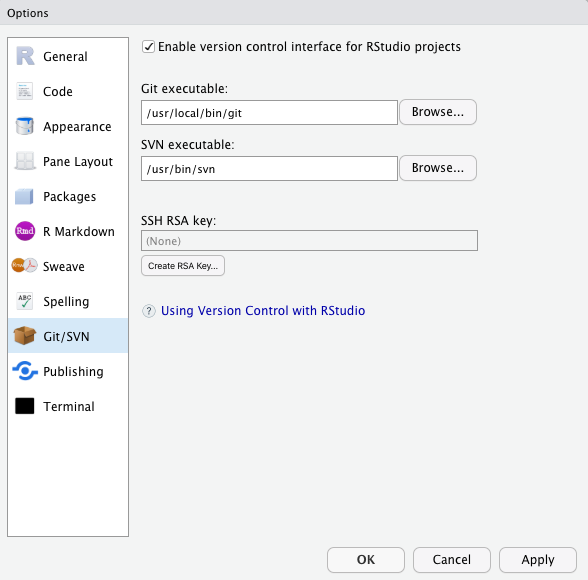 Options
General
Code
Appearance
Pane Layout
Packages
Rmd R Markdown
Sweave
ABC Spelling
Git/SVN
Publishing
Terminal
Enable version control interface for RStudio projects
Git executable:
/usr/local/bin/git Browse...
SVN executable:
/usr/bin/svn Browse...
SSH RSA key:
(None)
Create RSA Key...
? Using Version Control with RStudio
OK Cancel Apply